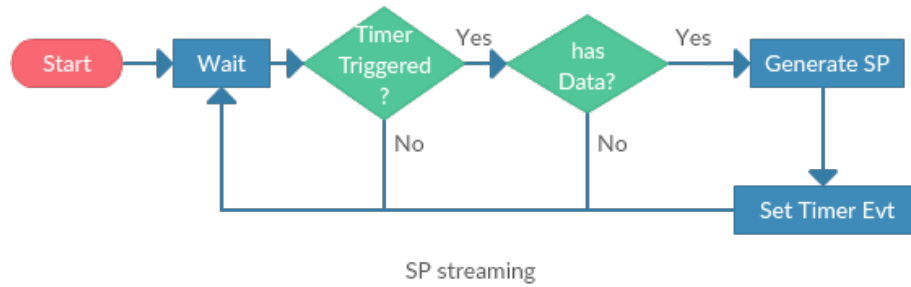 Start
Wait
Timer
Triggered
?
Yes
has
Data?
Yes
Generate SP
No
No
Set Timer Evt
SP streaming